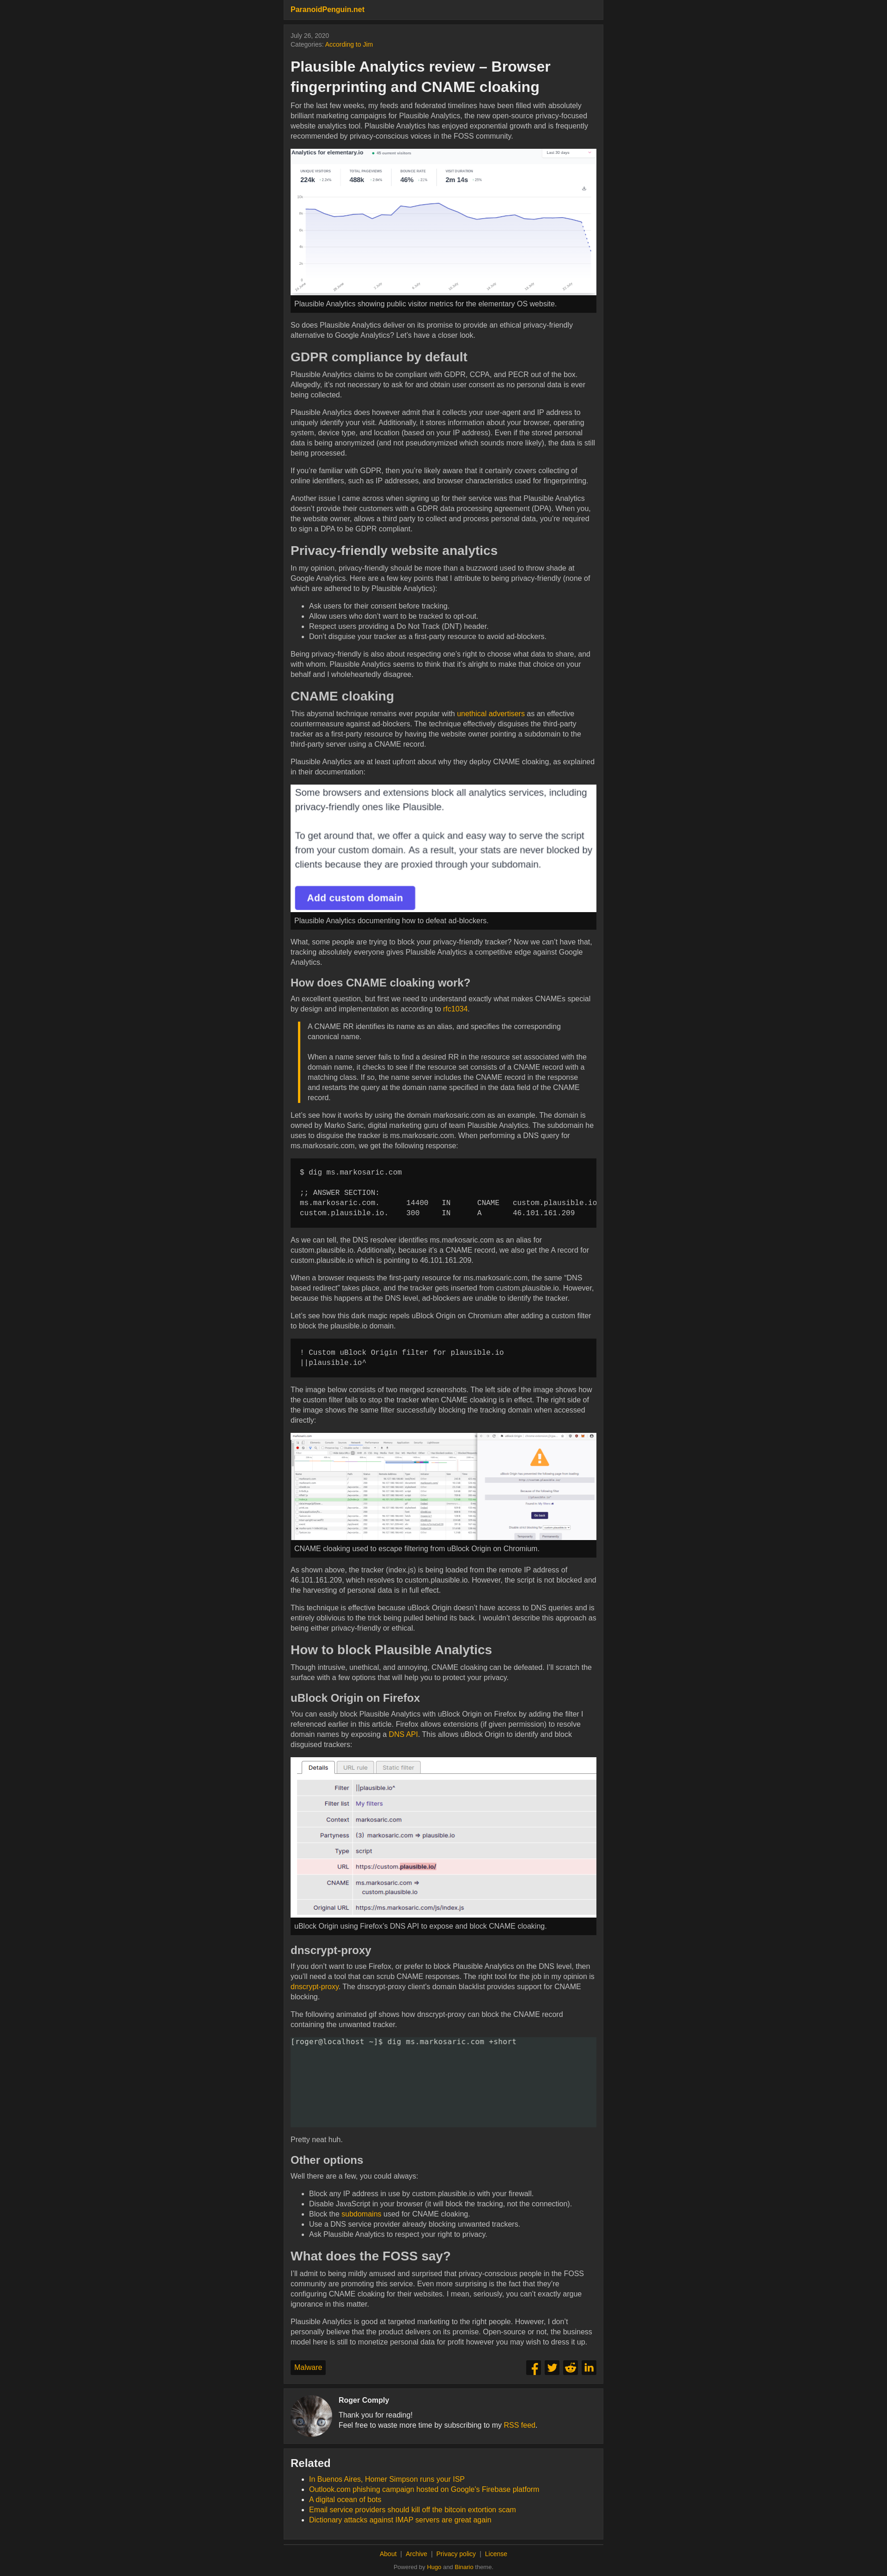 ParanoidPenguin.net
July 26, 2020
Categories: According to Jim
Plausible Analytics review – Browser
fingerprinting and CNAME cloaking
For the last few weeks, my feeds and federated timelines have been filled with absolutely
brilliant marketing campaigns for Plausible Analytics, the new open-source privacy-focused
website analytics tool. Plausible Analytics has enjoyed exponential growth and is frequently
recommended by privacy-conscious voices in the FOSS community.
Analytics for elementary.io
Last 30 days
UNIQUE VISITORS TOTAL PAGEVIEWS BOUNCE RATE VISIT DURATION
224k 488k 46% 2m 14s
Plausible Analytics showing public visitor metrics for the elementary OS website.
So does Plausible Analytics deliver on its promise to provide an ethical privacy-friendly
alternative to Google Analytics? Let's have a closer look.
GDPR compliance by default
Plausible Analytics claims to be compliant with GDPR, CCPA, and PECR out of the box.
Allegedly, it's not necessary to ask for and obtain user consent as no personal data is ever
being collected.
Plausible Analytics does however admit that it collects your user-agent and IP address to
uniquely identify your visit. Additionally, it stores information about your browser, operating
system, device type, and location (based on your IP address). Even if the stored personal
data is being anonymized (and not pseudonymized which sounds more likely), the data is still
being processed.
If you're familiar with GDPR, then you're likely aware that it certainly covers collecting of
online identifiers, such as IP addresses, and browser characteristics used for fingerprinting.
Another issue I came across when signing up for their service was that Plausible Analytics
doesn't provide their customers with a GDPR data processing agreement (DPA). When you,
the website owner, allows a third party to collect and process personal data, you're required
to sign a DPA to be GDPR compliant.
Privacy-friendly website analytics
In my opinion, privacy-friendly should be more than a buzzword used to throw shade at
Google Analytics. Here are a few key points that I attribute to being privacy-friendly (none of
which are adhered to by Plausible Analytics):
• Ask users for their consent before tracking.
• Allow users who don't want to be tracked to opt-out.
• Respect users providing a Do Not Track (DNT) header.
• Don't disguise your tracker as a first-party resource to avoid ad-blockers.
Being privacy-friendly is also about respecting one's right to choose what data to share, and
with whom. Plausible Analytics seems to think that it's alright to make that choice on your
behalf and I wholeheartedly disagree.
CNAME cloaking
This abysmal technique remains ever popular with unethical advertisers as an effective
countermeasure against ad-blockers. The technique effectively disguises the third-party
tracker as a first-party resource by having the website owner pointing a subdomain to the
third-party server using a CNAME record.
Plausible Analytics are at least upfront about why they deploy CNAME cloaking, as explained
in their documentation:
Some browsers and extensions block all analytics services, including
privacy-friendly ones like Plausible.
To get around that, we offer a quick and easy way to serve the script
from your custom domain. As a result, your stats are never blocked by
clients because they are proxied through your subdomain.
Add custom domain
Plausible Analytics documenting how to defeat ad-blockers.
What, some people are trying to block your privacy-friendly tracker? Now we can't have that,
tracking absolutely everyone gives Plausible Analytics a competitive edge against Google
Analytics.
How does CNAME cloaking work?
An excellent question, but first we need to understand exactly what makes CNAMEs special
by design and implementation as according to rfc1034.
A CNAME RR identifies its name as an alias, and specifies the corresponding
canonical name.
When a name server fails to find a desired RR in the resource set associated with the
domain name, it checks to see if the resource set consists of a CNAME record with a
matching class. If so, the name server includes the CNAME record in the response
and restarts the query at the domain name specified in the data field of the CNAME
record.
Let's see how it works by using the domain markosaric.com as an example. The domain is
owned by Marko Saric, digital marketing guru of team Plausible Analytics. The subdomain he
uses to disguise the tracker is ms.markosaric.com. When performing a DNS query for
ms.markosaric.com, we get the following response:
$ dig ms.markosaric.com
;; ANSWER SECTION:
ms.markosaric.com. 14400 IN CNAME custom.plausible.io
custom.plausible.io. 300 IN A 46.101.161.209
As we can tell, the DNS resolver identifies ms.markosaric.com as an alias for
custom.plausible.io. Additionally, because it's a CNAME record, we also get the A record for
custom.plausible.io which is pointing to 46.101.161.209.
When a browser requests the first-party resource for ms.markosaric.com, the same "DNS
based redirect" takes place, and the tracker gets inserted from custom.plausible.io. However,
because this happens at the DNS level, ad-blockers are unable to identify the tracker.
Let's see how this dark magic repels uBlock Origin on Chromium after adding a custom filter
to block the plausible.io domain.
! Custom uBlock Origin filter for plausible.io
||plausible.io^
The image below consists of two merged screenshots. The left side of the image shows how
the custom filter fails to stop the tracker when CNAME cloaking is in effect. The right side of
the image shows the same filter successfully blocking the tracking domain when accessed
directly:
CNAME cloaking used to escape filtering from uBlock Origin on Chromium.
As shown above, the tracker (index.js) is being loaded from the remote IP address of
46.101.161.209, which resolves to custom.plausible.io. However, the script is not blocked and
the harvesting of personal data is in full effect.
This technique is effective because uBlock Origin doesn't have access to DNS queries and is
entirely oblivious to the trick being pulled behind its back. I wouldn't describe this approach as
being either privacy-friendly or ethical.
How to block Plausible Analytics
Though intrusive, unethical, and annoying, CNAME cloaking can be defeated. I'll scratch the
surface with a few options that will help you to protect your privacy.
uBlock Origin on Firefox
You can easily block Plausible Analytics with uBlock Origin on Firefox by adding the filter I
referenced earlier in this article. Firefox allows extensions (if given permission) to resolve
domain names by exposing a DNS API. This allows uBlock Origin to identify and block
disguised trackers:
Details URL rule Static filter
Filter ||plausible.io^
Filter list My filters
Context markosaric.com
Partyness (3) markosaric.com ⇒ plausible.io
Type script
URL https://custom.plausible.io/
CNAME ms.markosaric.com ⇒
custom.plausible.io
Original URL https://ms.markosaric.com/js/index.js
uBlock Origin using Firefox's DNS API to expose and block CNAME cloaking.
dnscrypt-proxy
If you don't want to use Firefox, or prefer to block Plausible Analytics on the DNS level, then
you'll need a tool that can scrub CNAME responses. The right tool for the job in my opinion is
dnscrypt-proxy. The dnscrypt-proxy client's domain blacklist provides support for CNAME
blocking.
The following animated gif shows how dnscrypt-proxy can block the CNAME record
containing the unwanted tracker.
[roger@localhost ~]$ dig ms.markosaric.com +short
Pretty neat huh.
Other options
Well there are a few, you could always:
• Block any IP address in use by custom.plausible.io with your firewall.
• Disable JavaScript in your browser (it will block the tracking, not the connection).
• Block the subdomains used for CNAME cloaking.
• Use a DNS service provider already blocking unwanted trackers.
• Ask Plausible Analytics to respect your right to privacy.
What does the FOSS say?
I'll admit to being mildly amused and surprised that privacy-conscious people in the FOSS
community are promoting this service. Even more surprising is the fact that they're
configuring CNAME cloaking for their websites. I mean, seriously, you can't exactly argue
ignorance in this matter.
Plausible Analytics is good at targeted marketing to the right people. However, I don't
personally believe that the product delivers on its promise. Open-source or not, the business
model here is still to monetize personal data for profit however you may wish to dress it up.
Malware
Roger Comply
Thank you for reading!
Feel free to waste more time by subscribing to my RSS feed.
Related
• In Buenos Aires, Homer Simpson runs your ISP
• Outlook.com phishing campaign hosted on Google's Firebase platform
• A digital ocean of bots
• Email service providers should kill off the bitcoin extortion scam
• Dictionary attacks against IMAP servers are great again
About | Archive | Privacy policy | License
Powered by Hugo and Binario theme.